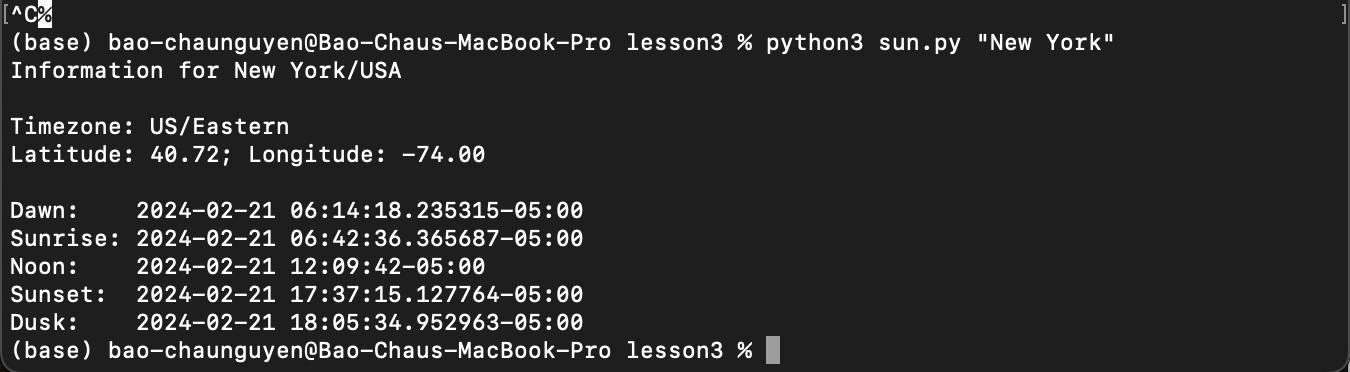 [^C% ]
(base) bao-chaunguyen@Bao-Chaus-MacBook-Pro lesson3 % python3 sun.py "New York"
Information for New York/USA
Timezone: US/Eastern
Latitude: 40.72; Longitude: -74.00
Dawn:    2024-02-21 06:14:18.235315-05:00
Sunrise: 2024-02-21 06:42:36.365687-05:00
Noon:    2024-02-21 12:09:42-05:00
Sunset:  2024-02-21 17:37:15.127764-05:00
Dusk:    2024-02-21 18:05:34.952963-05:00
(base) bao-chaunguyen@Bao-Chaus-MacBook-Pro lesson3 %